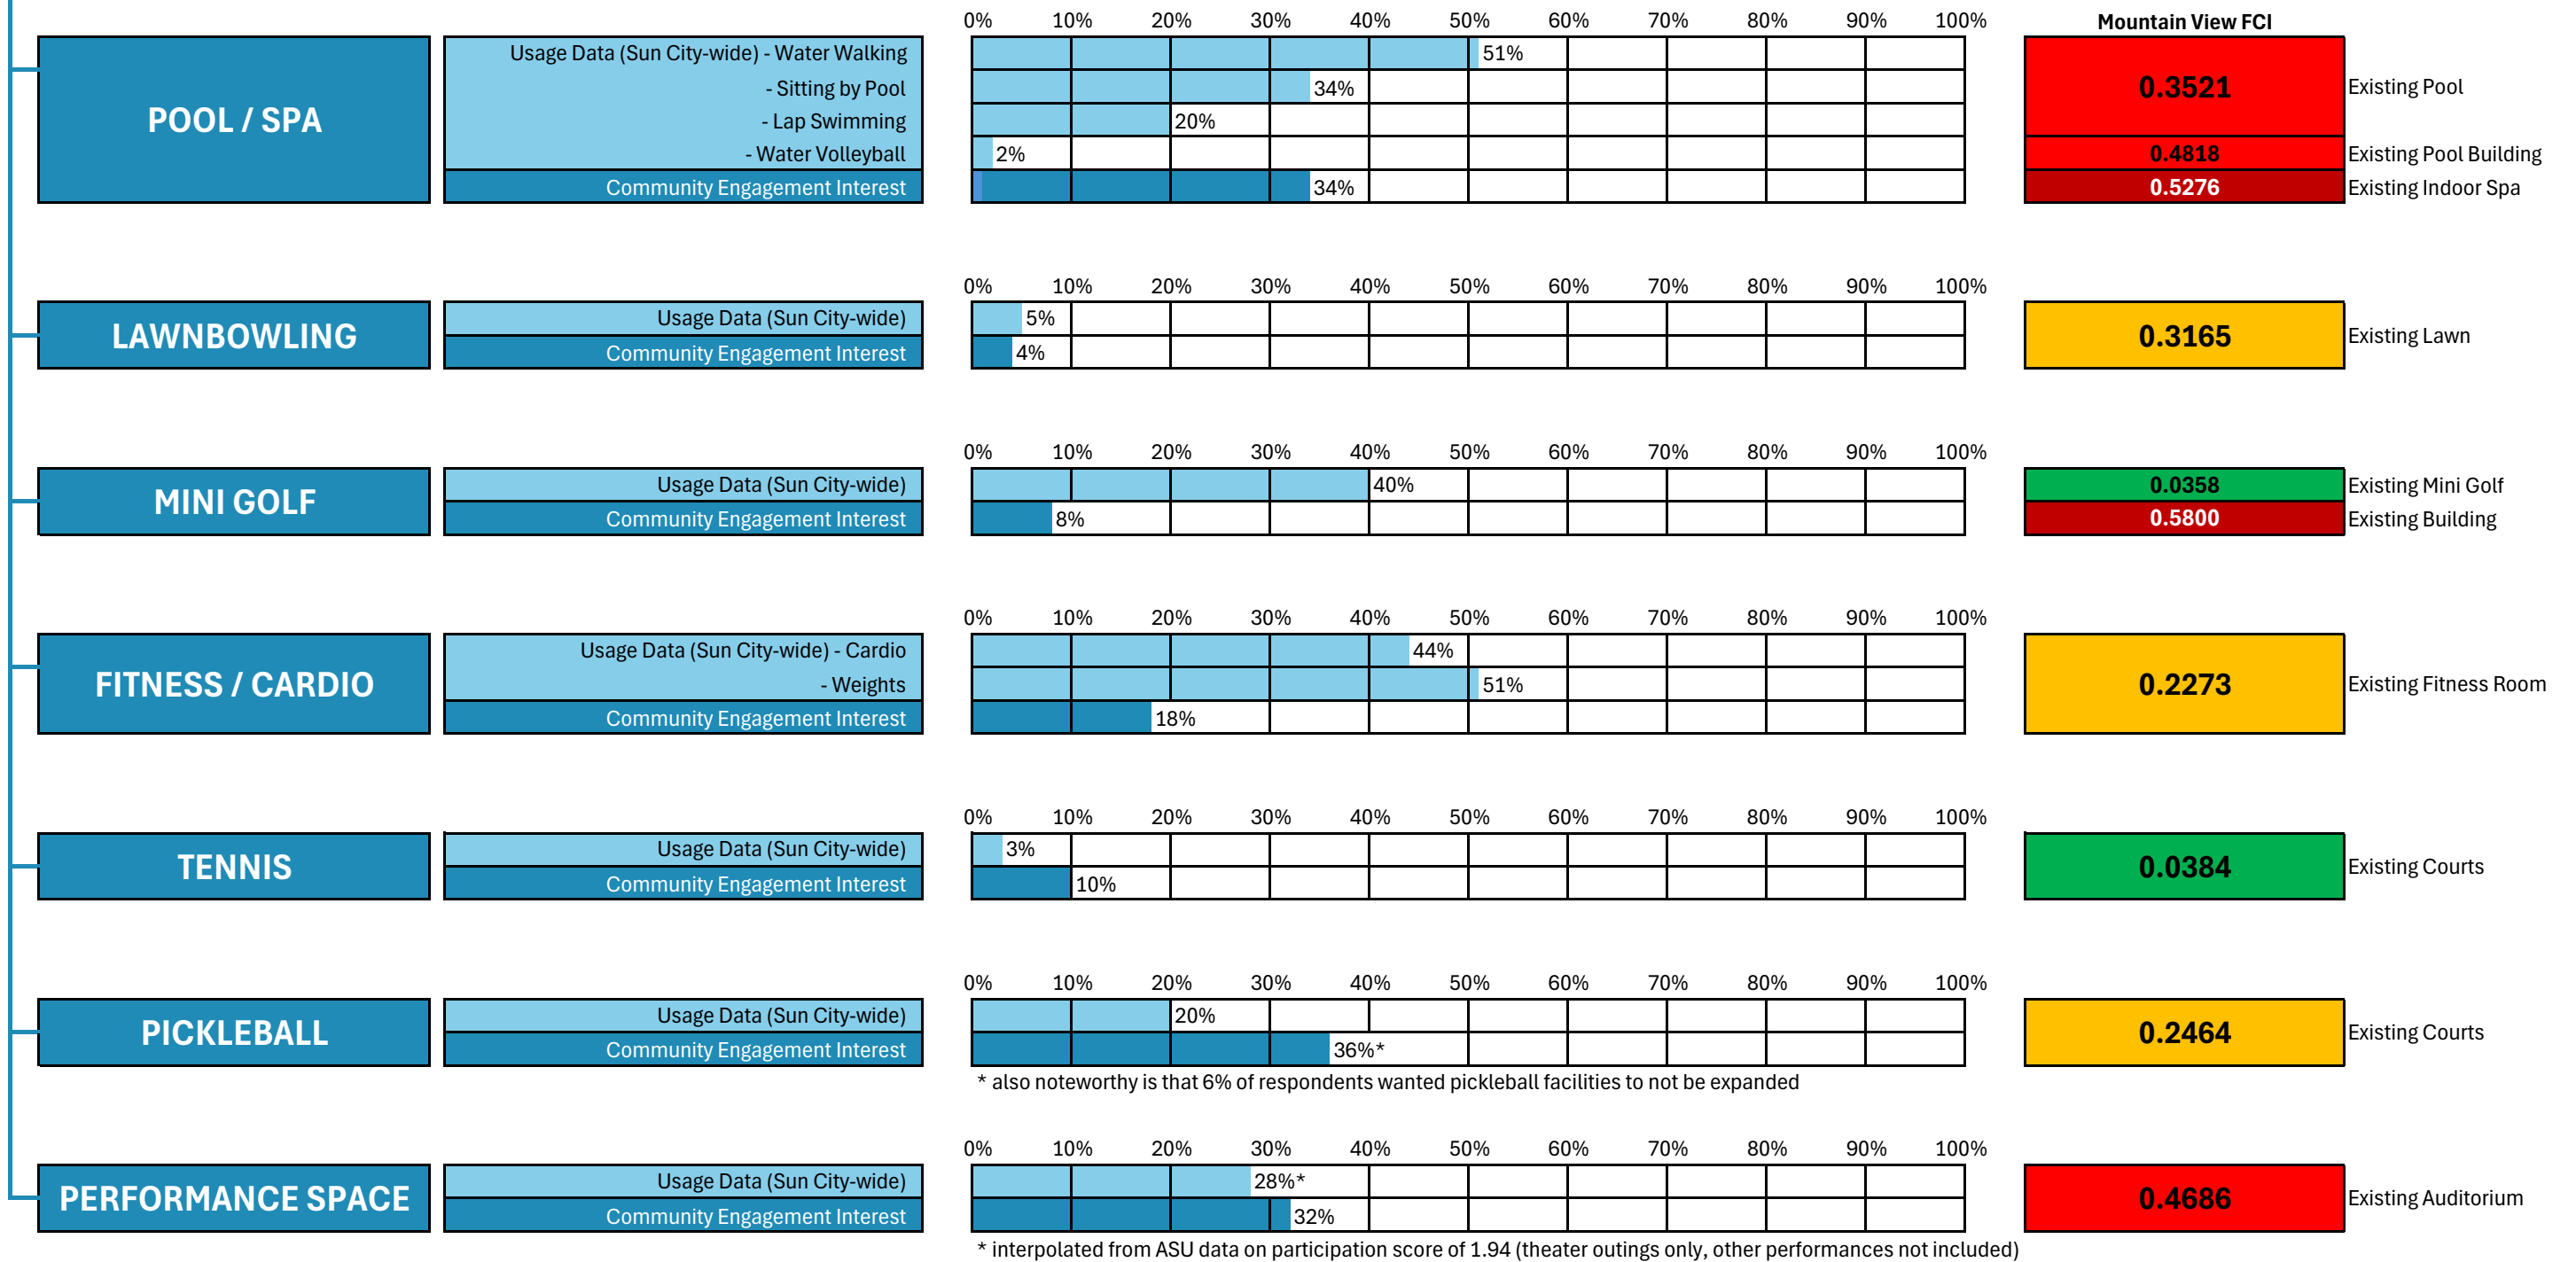 0% 10% 20% 30% 40% 50% 60% 70% 80% 90% 100% Mountain View FCI
POOL / SPA
Usage Data (Sun City-wide) - Water Walking 51%
- Sitting by Pool 34%
- Lap Swimming 20%
- Water Volleyball 2%
Community Engagement Interest 34%
0.3521 Existing Pool
0.4818 Existing Pool Building
0.5276 Existing Indoor Spa
0% 10% 20% 30% 40% 50% 60% 70% 80% 90% 100%
LAWNBOWLING
Usage Data (Sun City-wide) 5%
Community Engagement Interest 4%
0.3165 Existing Lawn
0% 10% 20% 30% 40% 50% 60% 70% 80% 90% 100%
MINI GOLF
Usage Data (Sun City-wide) 40%
Community Engagement Interest 8%
0.0358 Existing Mini Golf
0.5800 Existing Building
0% 10% 20% 30% 40% 50% 60% 70% 80% 90% 100%
FITNESS / CARDIO
Usage Data (Sun City-wide) - Cardio 44%
- Weights 51%
Community Engagement Interest 18%
0.2273 Existing Fitness Room
0% 10% 20% 30% 40% 50% 60% 70% 80% 90% 100%
TENNIS
Usage Data (Sun City-wide) 3%
Community Engagement Interest 10%
0.0384 Existing Courts
0% 10% 20% 30% 40% 50% 60% 70% 80% 90% 100%
PICKLEBALL
Usage Data (Sun City-wide) 20%
Community Engagement Interest 36%*
0.2464 Existing Courts
* also noteworthy is that 6% of respondents wanted pickleball facilities to not be expanded
0% 10% 20% 30% 40% 50% 60% 70% 80% 90% 100%
PERFORMANCE SPACE
Usage Data (Sun City-wide) 28%*
Community Engagement Interest 32%
0.4686 Existing Auditorium
* interpolated from ASU data on participation score of 1.94 (theater outings only, other performances not included)